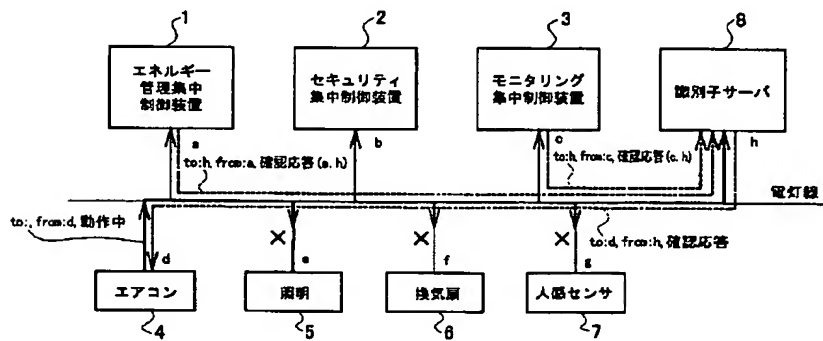 1
2
3
8
エネルギー
管理集中
制御装置
セキュリティ
集中制御装置
モニタリング
集中制御装置
識別子サーバ
a
b
c
h
to:h, from:a, 確認応答(a.h)
to:h, from:c, 確認応答(c.h)
電灯線
to:, from:d, 動作中
to:d, from:h, 確認応答
d
e
f
g
エアコン
照明
換気扇
人感センサ
4
5
6
7